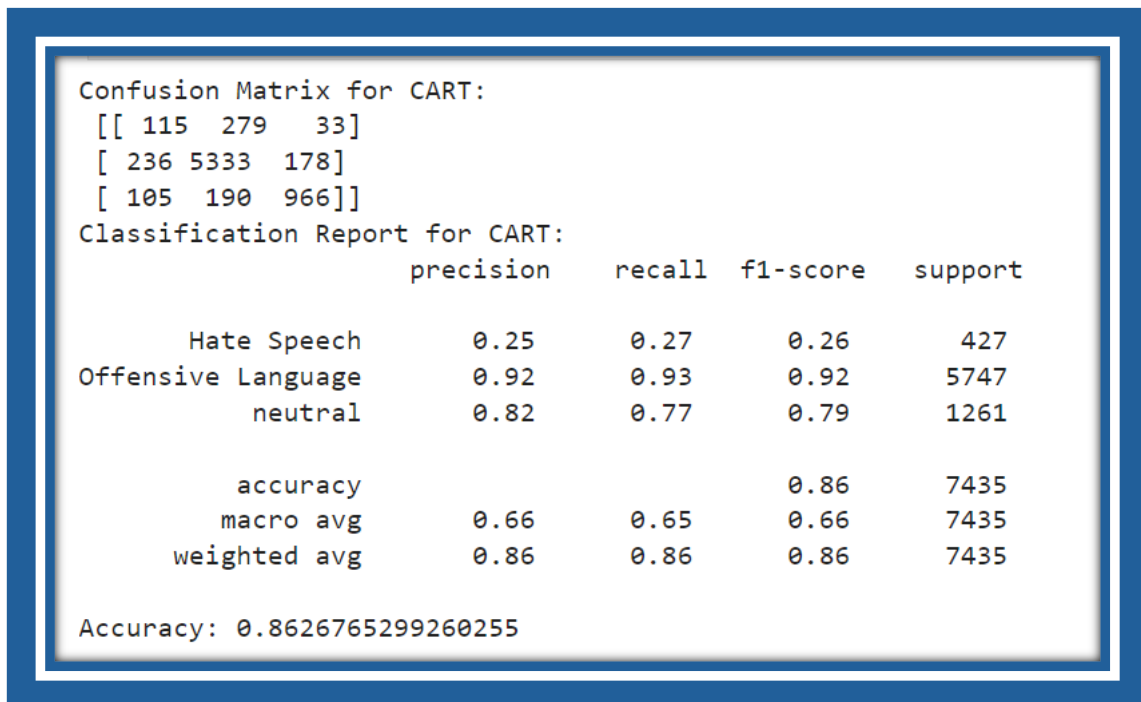 Confusion Matrix for CART:
[[ 115 279 33]
[ 236 5333 178]
[ 105 190 966]]
Classification Report for CART:
precision recall f1-score support
Hate Speech 0.25 0.27 0.26 427
Offensive Language 0.92 0.93 0.92 5747
neutral 0.82 0.77 0.79 1261
accuracy 0.86 7435
macro avg 0.66 0.65 0.66 7435
weighted avg 0.86 0.86 0.86 7435
Accuracy: 0.8626765299260255